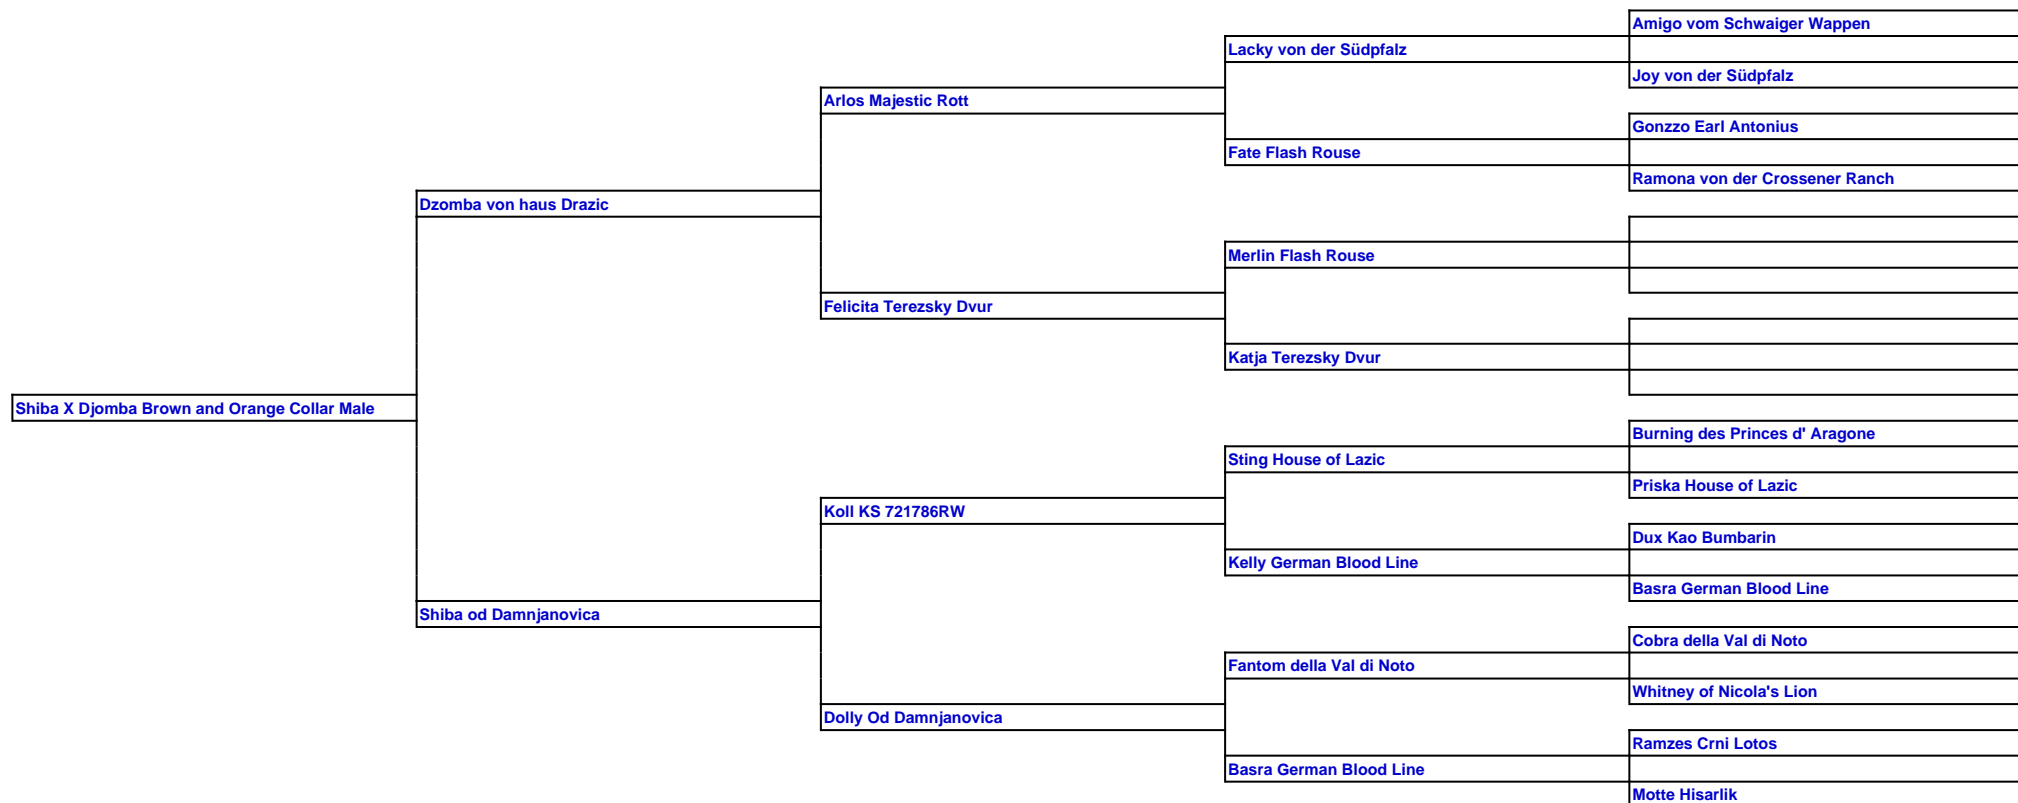 Amigo vom Schwaiger Wappen
Lacky von der Südpfalz
Joy von der Südpfalz
Arlos Majestic Rott
Gonzzo Earl Antonius
Fate Flash Rouse
Ramona von der Crossener Ranch
Dzomba von haus Drazic
Merlin Flash Rouse
Felicita Terezsky Dvur
Katja Terezsky Dvur
Shiba X Djomba Brown and Orange Collar Male
Burning des Princes d' Aragone
Sting House of Lazic
Priska House of Lazic
Koll KS 721786RW
Dux Kao Bumbarin
Kelly German Blood Line
Basra German Blood Line
Shiba od Damnjanovica
Cobra della Val di Noto
Fantom della Val di Noto
Whitney of Nicola's Lion
Dolly Od Damnjanovica
Ramzes Crni Lotos
Basra German Blood Line
Motte Hisarlik